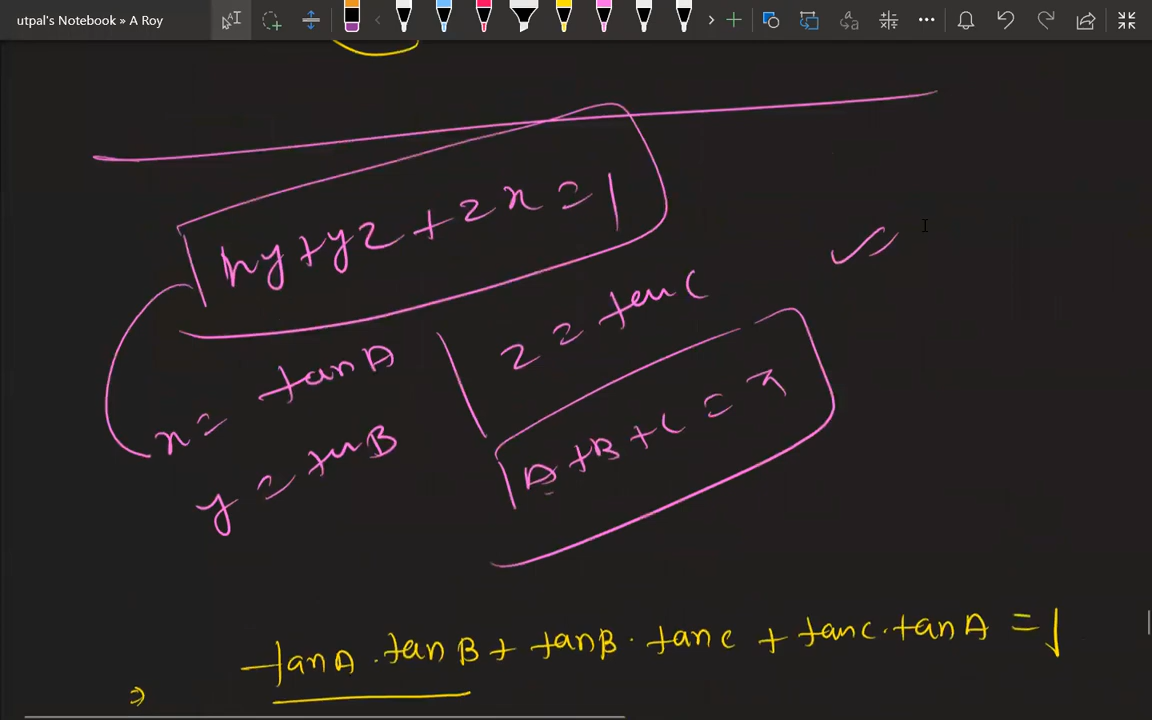 utpal's Notebook » A Roy
xy+yz+zx=1
x= tanA
z = tanC
y = tanB
A+B+C = π
⇒ tanA.tanB + tanB. tanC + tanC.tanA = 1